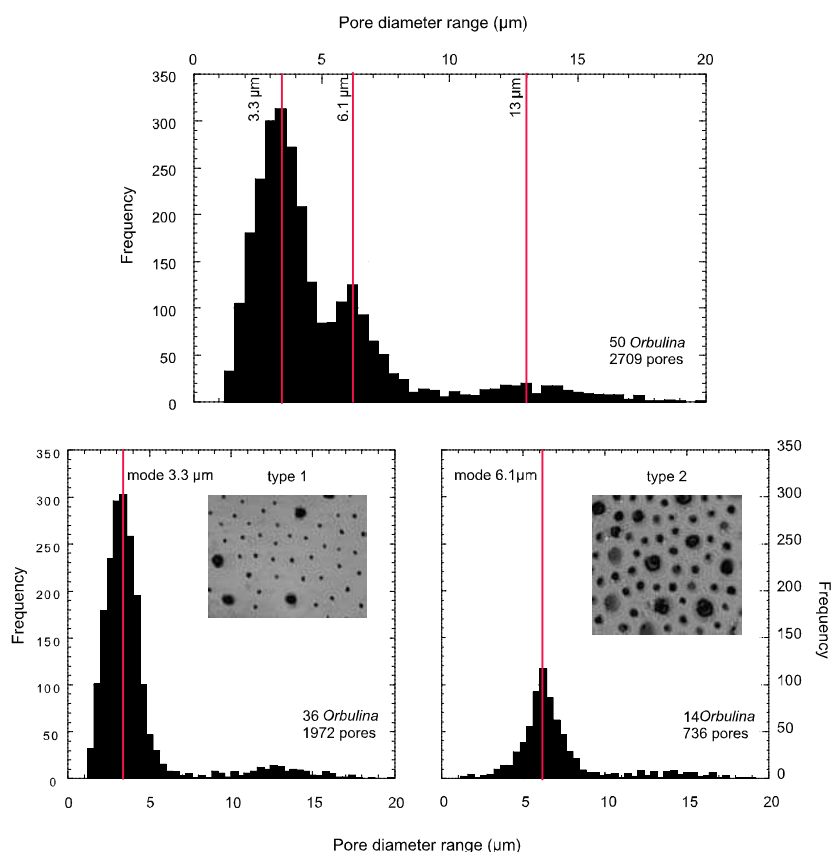 Pore diameter range (µm)
0 5 10 15 20
350
300
250
200
150
100
50
0
Frequency
3.3 µm
6.1 µm
13 µm
50 Orbulina
2709 pores
350
300
250
200
150
100
50
0
Frequency
mode 3.3 µm
type 1
36 Orbulina
1972 pores
0 5 10 15 20
mode 6.1µm
type 2
14Orbulina
736 pores
350
300
250
200
150
100
50
0
Frequency
0 5 10 15 20
Pore diameter range (µm)